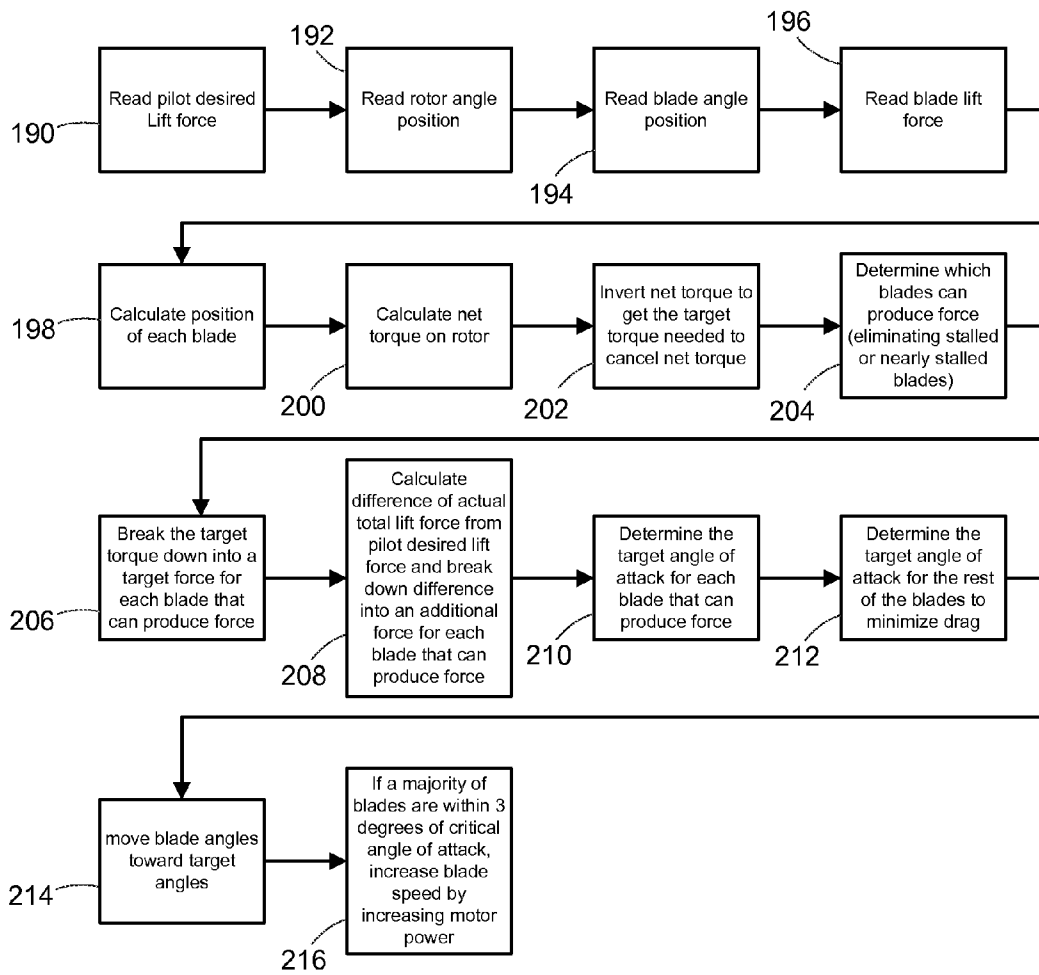 192
196
Read pilot desired
Lift force
Read rotor angle
position
Read blade angle
position
Read blade lift
force
190
194
Calculate position
of each blade
Calculate net
torque on rotor
Invert net torque to
get the target
torque needed to
cancel net torque
Determine which
blades can
produce force
(eliminating stalled
or nearly stalled
blades)
198
200
202
204
Break the target
torque down into a
target force for
each blade that
can produce force
Calculate
difference of actual
total lift force from
pilot desired lift
force and break
down difference
into an additional
force for each
blade that can
produce force
Determine the
target angle of
attack for each
blade that can
produce force
Determine the
target angle of
attack for the rest
of the blades to
minimize drag
206
208
210
212
move blade angles
toward target
angles
If a majority of
blades are within 3
degrees of critical
angle of attack,
increase blade
speed by
increasing motor
power
214
216